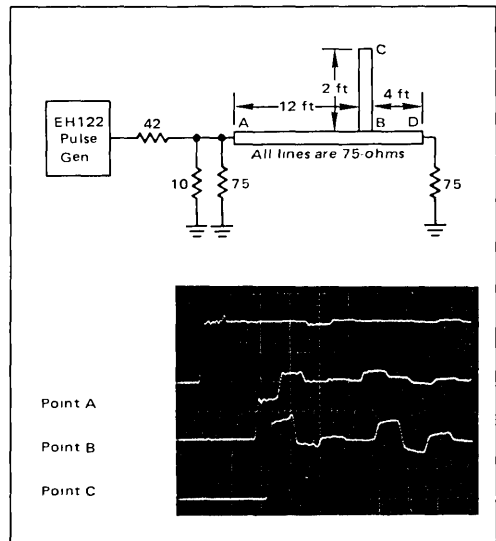 C
2 ft
4 ft
12 ft
A
B
D
EH122
Pulse
Gen
42
All lines are 75-ohms
10
75
75
Point A
Point B
Point C